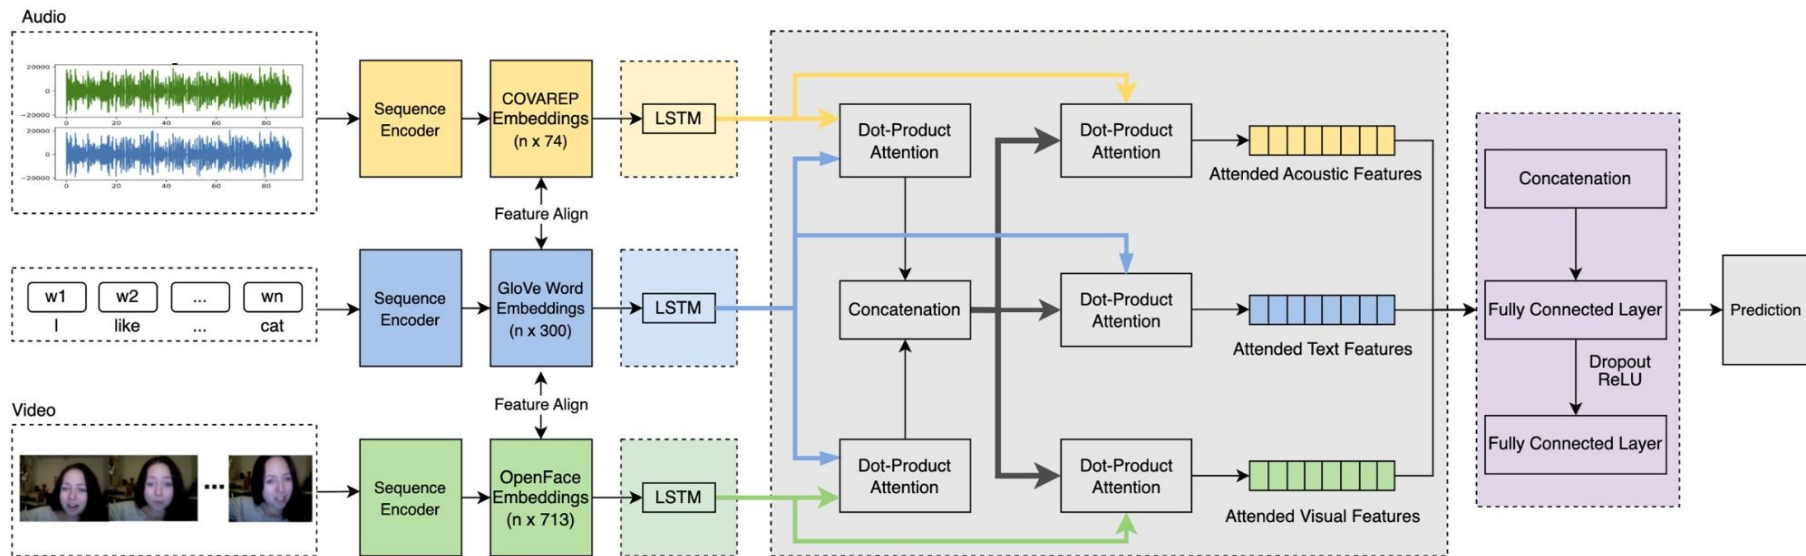 Audio
20000
0
−20000
0
20
40
60
80
20000
0
−20000
0
20
40
60
80
Sequence
Encoder
COVAREP
Embeddings
(n x 74)
LSTM
Feature Align
w1
w2
...
wn
I
like
...
cat
Sequence
Encoder
GloVe Word
Embeddings
(n x 300)
LSTM
Feature Align
Video
...
Sequence
Encoder
OpenFace
Embeddings
(n x 713)
LSTM
Dot-Product
Attention
Concatenation
Dot-Product
Attention
Dot-Product
Attention
Attended Acoustic Features
Dot-Product
Attention
Attended Text Features
Dot-Product
Attention
Attended Visual Features
Concatenation
Fully Connected Layer
Dropout
ReLU
Fully Connected Layer
Prediction